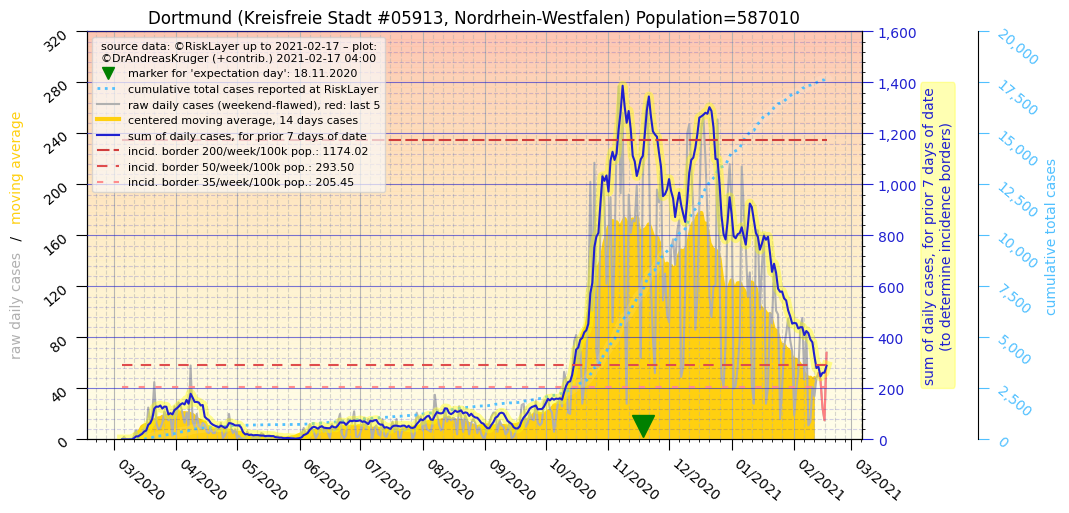 Dortmund (Kreisfreie Stadt #05913, Nordrhein-Westfalen) Population=587010
source data: ©RiskLayer up to 2021-02-17 – plot:
©DrAndreasKruger (+contrib.) 2021-02-17 04:00
marker for 'expectation day': 18.11.2020
cumulative total cases reported at RiskLayer
raw daily cases (weekend-flawed), red: last 5
centered moving average, 14 days cases
sum of daily cases, for prior 7 days of date
incid. border 200/week/100k pop.: 1174.02
incid. border 50/week/100k pop.: 293.50
incid. border 35/week/100k pop.: 205.45
raw daily cases / moving average
320
280
240
200
160
120
80
40
0
03/2020
04/2020
05/2020
06/2020
07/2020
08/2020
09/2020
10/2020
11/2020
12/2020
01/2021
02/2021
03/2021
1,600
1,400
1,200
1,000
800
600
400
200
0
sum of daily cases, for prior 7 days of date
(to determine incidence borders)
20,000
17,500
15,000
12,500
10,000
7,500
5,000
2,500
0
cumulative total cases